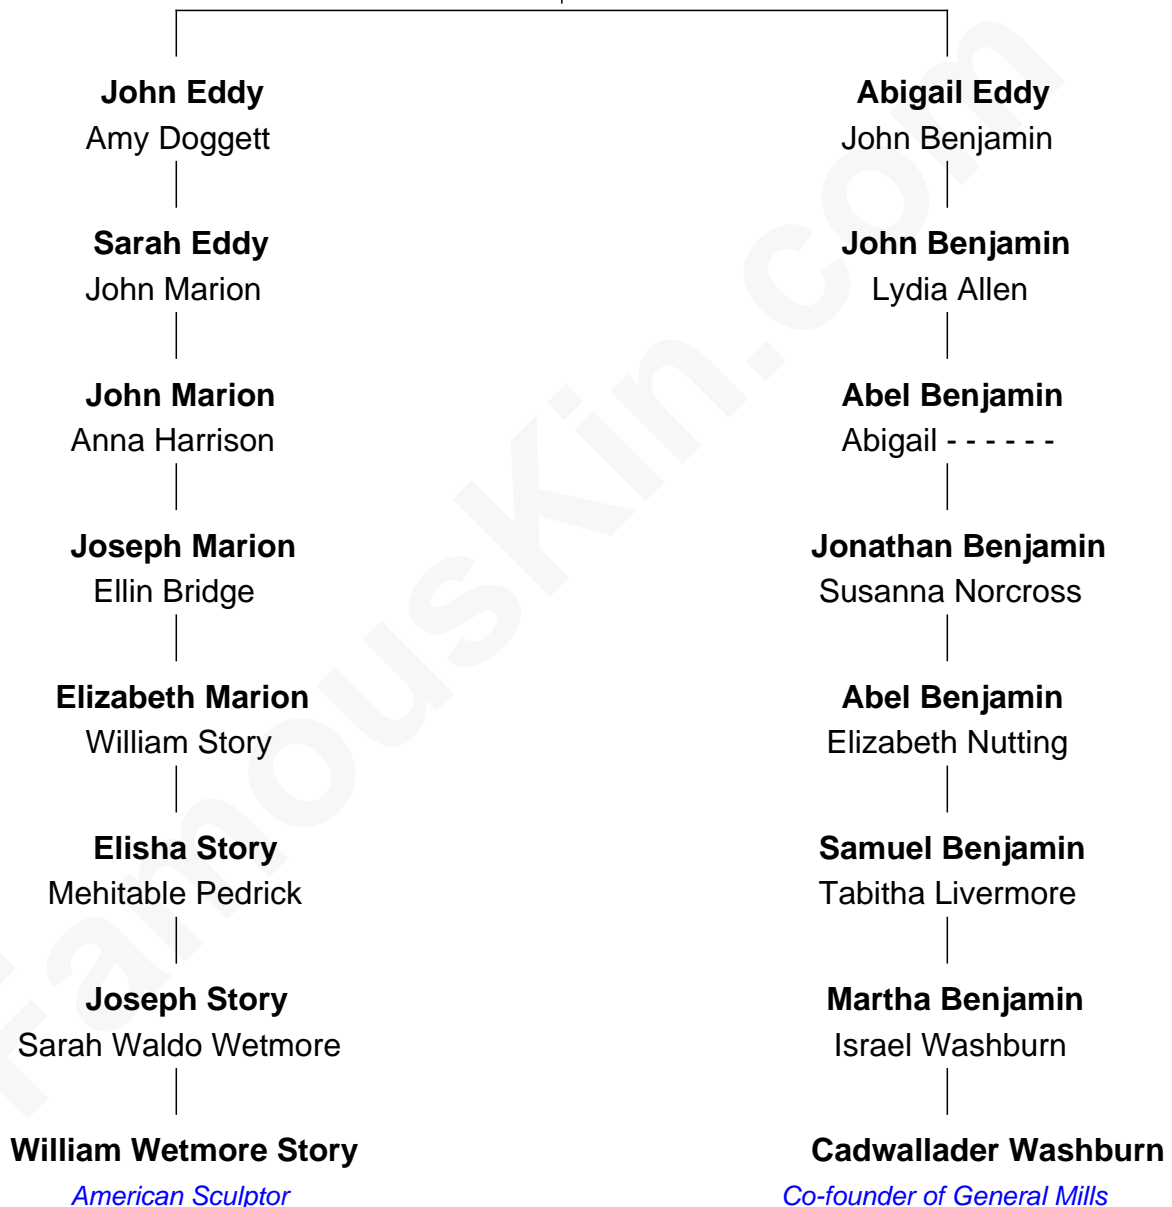 John Eddy
Amy Doggett
Sarah Eddy
John Marion
John Marion
Anna Harrison
Joseph Marion
Ellin Bridge
Elizabeth Marion
William Story
Elisha Story
Mehitable Pedrick
Joseph Story
Sarah Waldo Wetmore
William Wetmore Story
American Sculptor
Abigail Eddy
John Benjamin
John Benjamin
Lydia Allen
Abel Benjamin
Abigail - - - - - -
Jonathan Benjamin
Susanna Norcross
Abel Benjamin
Elizabeth Nutting
Samuel Benjamin
Tabitha Livermore
Martha Benjamin
Israel Washburn
Cadwallader Washburn
Co-founder of General Mills
FamousKin.com